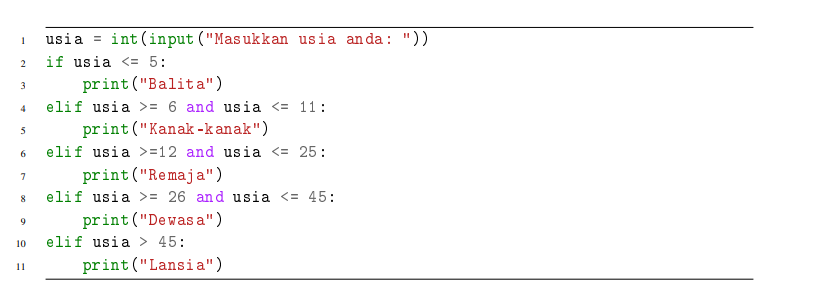 1 usia = int(input("Masukkan usia anda: "))
2 if usia <= 5:
3     print("Balita")
4 elif usia >= 6 and usia <= 11:
5     print("Kanak-kanak")
6 elif usia >=12 and usia <= 25:
7     print("Remaja")
8 elif usia >= 26 and usia <= 45:
9     print("Dewasa")
10 elif usia > 45:
11     print("Lansia")